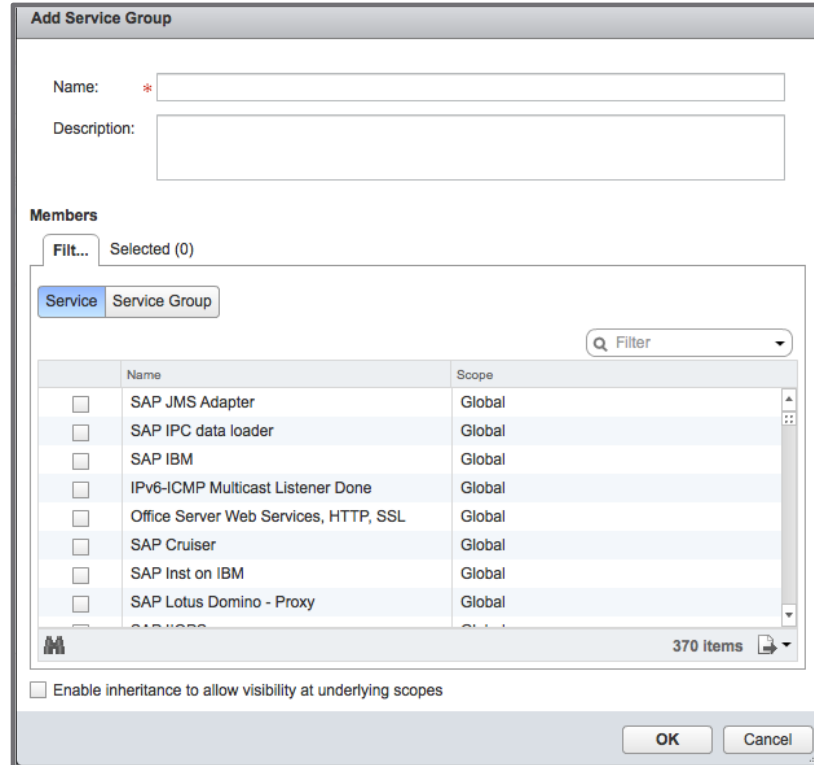 Add Service Group
Name: *
Description:
Members
Filt... Selected (0)
Service Service Group
Filter
Name Scope
SAP JMS Adapter Global
SAP IPC data loader Global
SAP IBM Global
IPv6-ICMP Multicast Listener Done Global
Office Server Web Services, HTTP, SSL Global
SAP Cruiser Global
SAP Inst on IBM Global
SAP Lotus Domino - Proxy Global
370 items
Enable inheritance to allow visibility at underlying scopes
OK Cancel